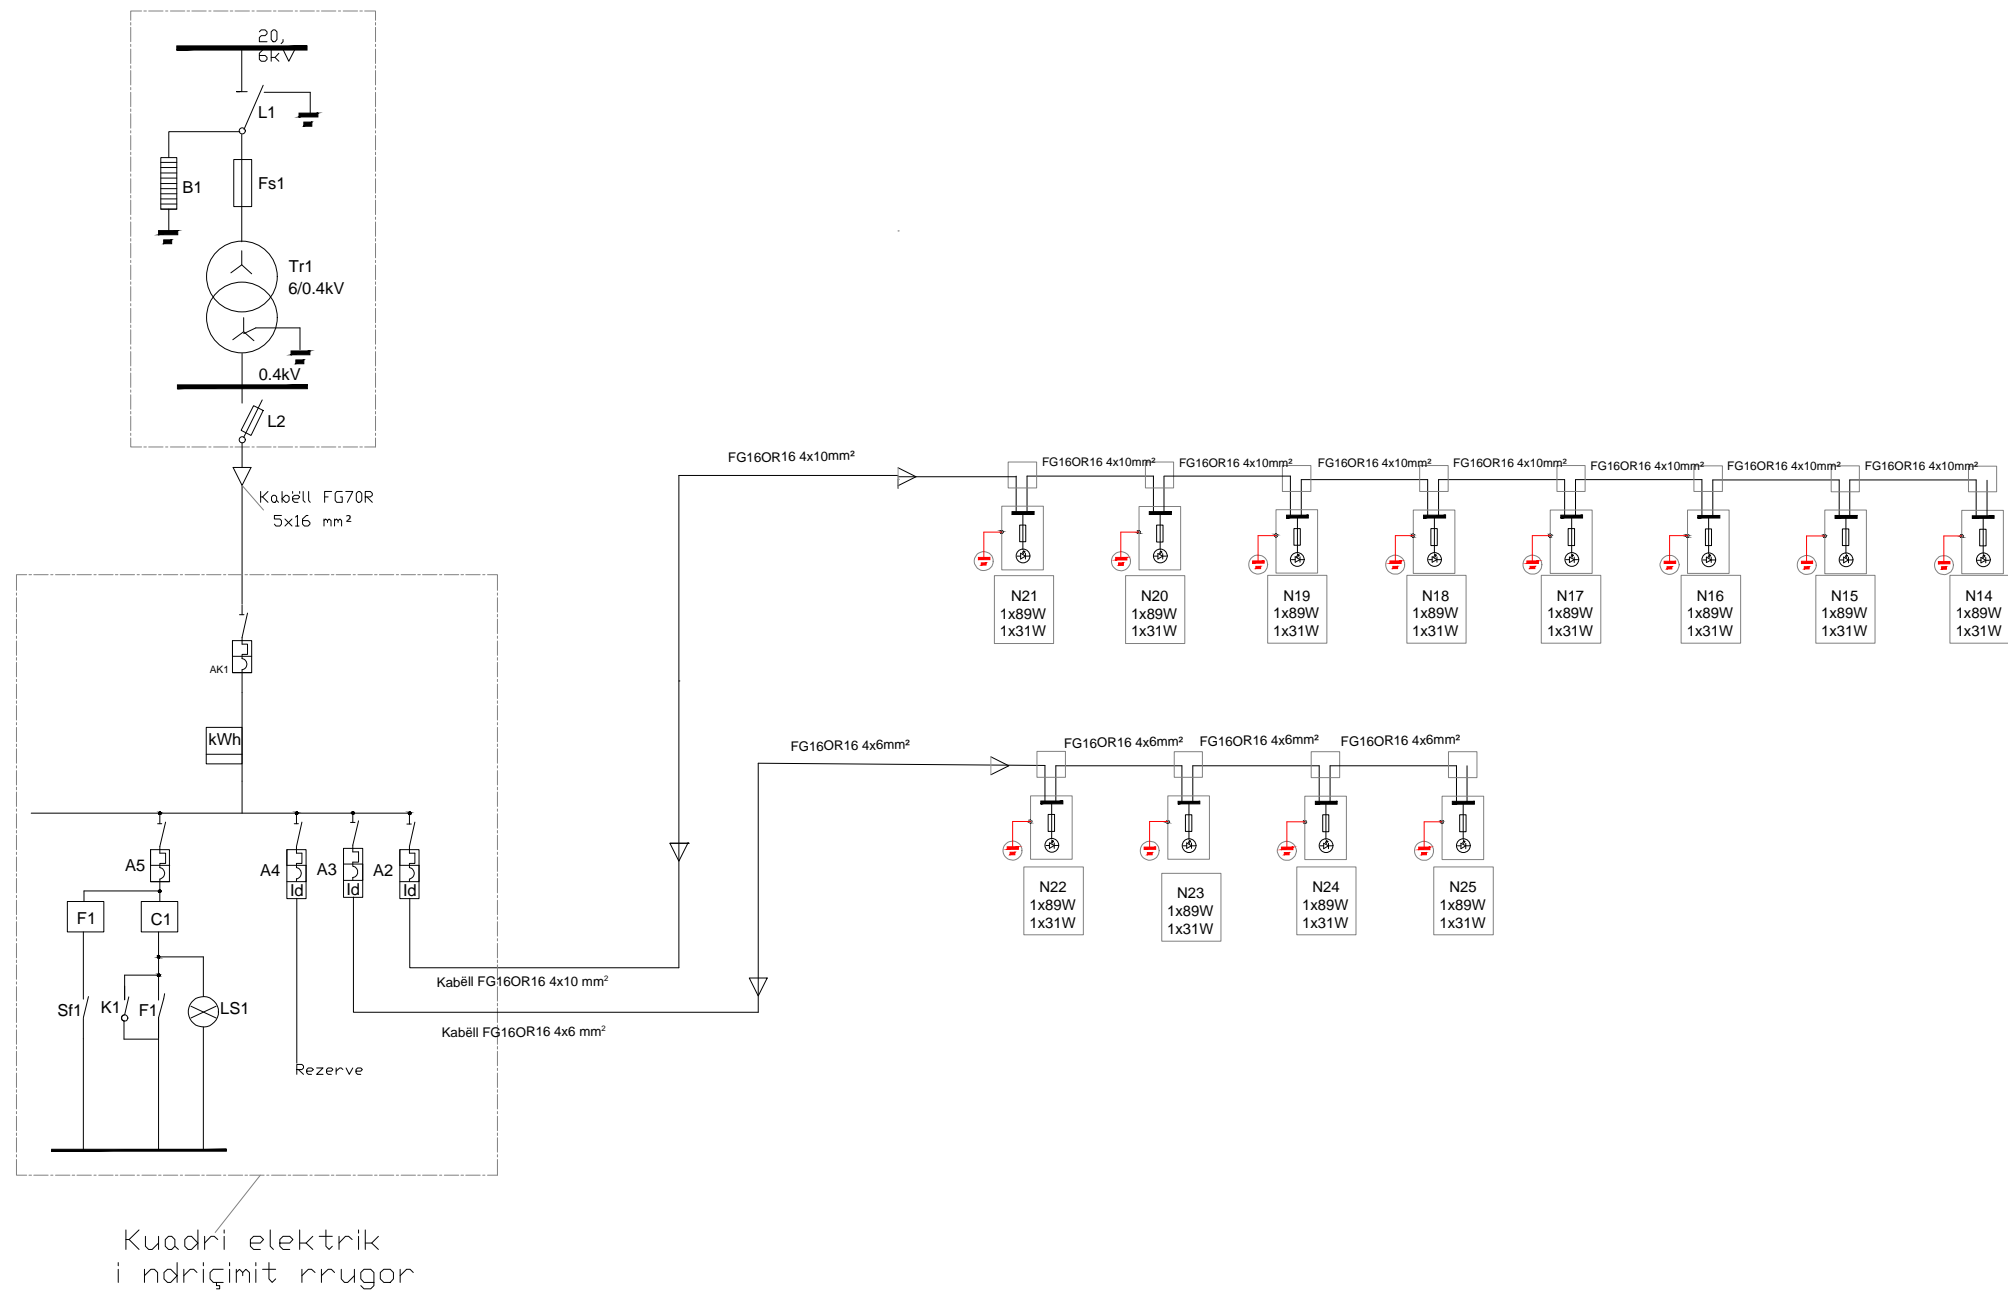 20,
6kV
L1
B1
Fs1
Tr1
6/0.4kV
0.4kV
L2
Kabëll FG70R
5x16 mm²
AK1
kWh
A5
A4
A3
A2
Id
Id
Id
F1
C1
Sf1
K1
F1
LS1
Rezerve
Kabëll FG16OR16 4x10 mm²
Kabëll FG16OR16 4x6 mm²
Kuadri elektrik
i ndriçimit rrugor
FG16OR16 4x10mm²
FG16OR16 4x10mm²
FG16OR16 4x10mm²
FG16OR16 4x10mm²
FG16OR16 4x10mm²
FG16OR16 4x10mm²
FG16OR16 4x10mm²
FG16OR16 4x10mm²
N21
1x89W
1x31W
N20
1x89W
1x31W
N19
1x89W
1x31W
N18
1x89W
1x31W
N17
1x89W
1x31W
N16
1x89W
1x31W
N15
1x89W
1x31W
N14
1x89W
1x31W
FG16OR16 4x6mm²
FG16OR16 4x6mm²
FG16OR16 4x6mm²
FG16OR16 4x6mm²
N22
1x89W
1x31W
N23
1x89W
1x31W
N24
1x89W
1x31W
N25
1x89W
1x31W